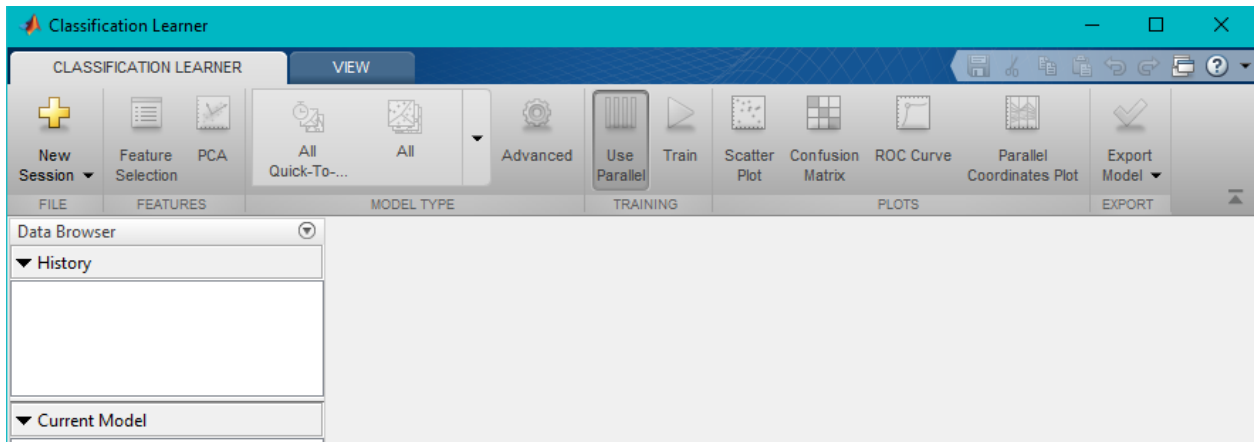 Classification Learner
CLASSIFICATION LEARNER
VIEW
New
Session
Feature
Selection
PCA
All
Quick-To-...
All
Advanced
Use
Parallel
Train
Scatter
Plot
Confusion
Matrix
ROC Curve
Parallel
Coordinates Plot
Export
Model
FILE
FEATURES
MODEL TYPE
TRAINING
PLOTS
EXPORT
Data Browser
History
Current Model